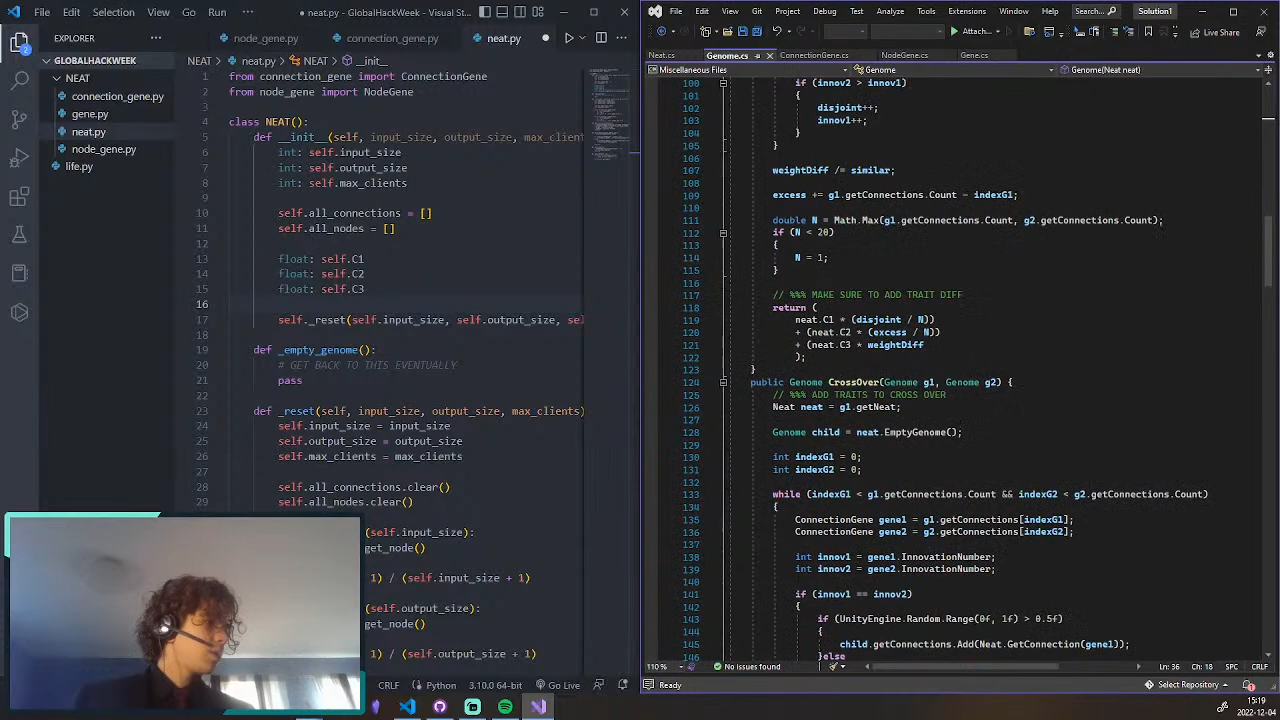 File Edit Selection View Go Run ··· neat.py - GlobalHackWeek - Visual St...
EXPLORER ···
GLOBALHACKWEEK
NEAT
connection_gene.py
gene.py
neat.py
node_gene.py
life.py
2
node_gene.py connection_gene.py neat.py
NEAT > neat.py > NEAT > __init__
1 from connection_gene import ConnectionGene
2 from node_gene import NodeGene
3
4 class NEAT():
5 def __init__(self, input_size, output_size, max_client
6 int: self.input_size
7 int: self.output_size
8 int: self.max_clients
9
10 self.all_connections = []
11 self.all_nodes = []
12
13 float: self.C1
14 float: self.C2
15 float: self.C3
16
17 self._reset(self.input_size, self.output_size, sel
18
19 def _empty_genome():
20 # GET BACK TO THIS EVENTUALLY
21 pass
22
23 def _reset(self, input_size, output_size, max_clients)
24 self.input_size = input_size
25 self.output_size = output_size
26 self.max_clients = max_clients
27
28 self.all_connections.clear()
29 self.all_nodes.clear()
(self.input_size):
get_node()
1) / (self.input_size + 1)
(self.output_size):
get_node()
1) / (self.output_size + 1)
CRLF Python 3.10.0 64-bit Go Live
File Edit View Git Project Debug Test Analyze Tools Extensions Window Help Search... Solution1
Attach... Live Share
Neat.cs Genome.cs ConnectionGene.cs NodeGene.cs Gene.cs
Miscellaneous Files Genome Genome(Neat neat)
100 if (innov2 > innov1)
101 {
102 disjoint++;
103 innov1++;
104 }
105 }
106
107 weightDiff /= similar;
108
109 excess += g1.getConnections.Count - indexG1;
110
111 double N = Math.Max(g1.getConnections.Count, g2.getConnections.Count);
112 if (N < 20)
113 {
114 N = 1;
115 }
116
117 // %%% MAKE SURE TO ADD TRAIT DIFF
118 return (
119 neat.C1 * (disjoint / N))
120 + (neat.C2 * (excess / N))
121 + (neat.C3 * weightDiff
122 );
123 }
124 public Genome CrossOver(Genome g1, Genome g2) {
125 // %%% ADD TRAITS TO CROSS OVER
126 Neat neat = g1.getNeat;
127
128 Genome child = neat.EmptyGenome();
129
130 int indexG1 = 0;
131 int indexG2 = 0;
132
133 while (indexG1 < g1.getConnections.Count && indexG2 < g2.getConnections.Count)
134 {
135 ConnectionGene gene1 = g1.getConnections[indexG1];
136 ConnectionGene gene2 = g2.getConnections[indexG2];
137
138 int innov1 = gene1.InnovationNumber;
139 int innov2 = gene2.InnovationNumber;
140
141 if (innov1 == innov2)
142 {
143 if (UnityEngine.Random.Range(0f, 1f) > 0.5f)
144 {
145 child.getConnections.Add(Neat.GetConnection(gene1));
146 }else
110 % No issues found Ln: 36 Ch: 18 SPC CRLF
Ready Select Repository
15:19
2022-12-04